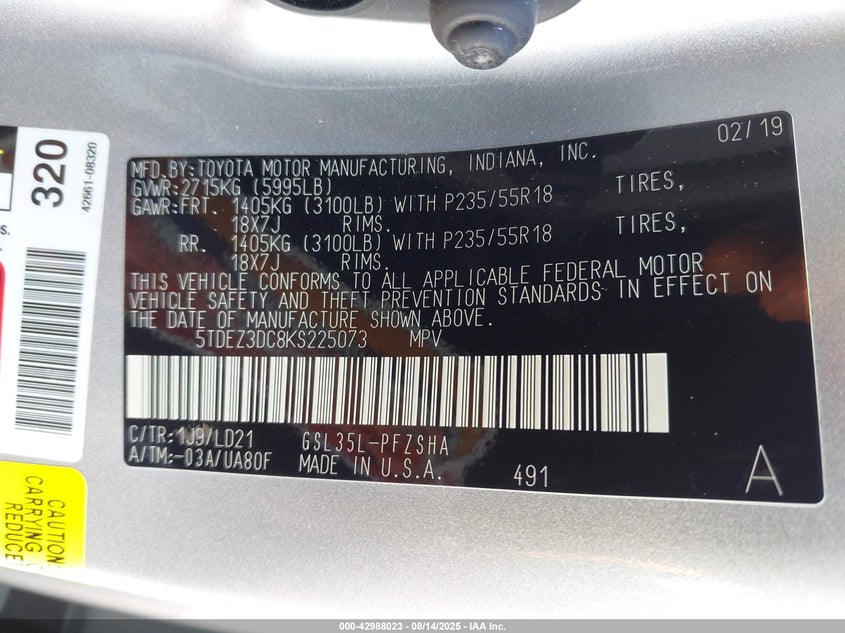 02/19
MFD.BY:TOYOTA MOTOR MANUFACTURING, INDIANA, INC.
GVWR:2715KG (5995LB)
GAWR:FRT. 1405KG (3100LB) WITH P235/55R18 TIRES,
18X7J RIMS.
RR. 1405KG (3100LB) WITH P235/55R18 TIRES,
18X7J RIMS.
THIS VEHICLE CONFORMS TO ALL APPLICABLE FEDERAL MOTOR
VEHICLE SAFETY AND THEFT PREVENTION STANDARDS IN EFFECT ON
THE DATE OF MANUFACTURE SHOWN ABOVE.
5TDEZ3DC8KS225073 MPV
C/TR:1J9/LD21 GSL35L-PFZSHA
A/TM:-03A/UA80F MADE IN U.S.A. 491 A
320
42661-08320
CAUTION
CARRYING
REDUCE
000-42988023 — 08/14/2025 — IAA Inc.